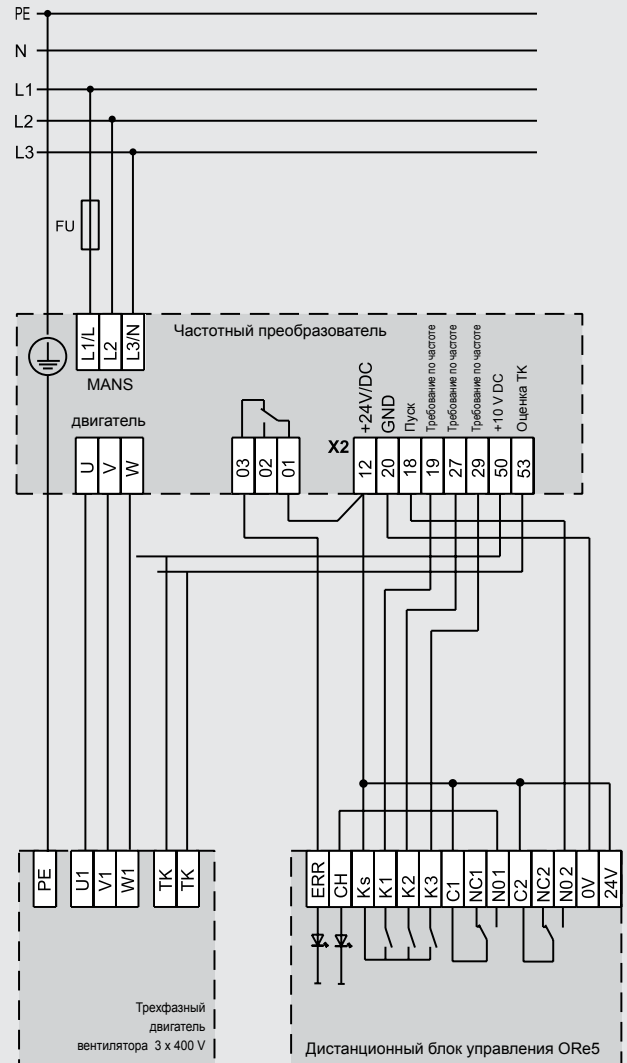 PE
N
L1
L2
L3
FU
Частотный преобразователь
L1/L
L2
L3/N
MANS
двигатель
U
V
W
03
02
01
X2
+24V/DC
GND
Пуск
Требование по частоте
Требование по частоте
Требование по частоте
+10 V DC
Оценка ТК
12
20
18
19
27
29
50
53
PE
U1
V1
W1
TK
TK
ERR
CH
Ks
K1
K2
K3
C1
NC1
N0 1
C2
NC2
N0 2
0V
24V
Трехфазный
двигатель
вентилятора 3 x 400 V
Дистанционный блок управления ORe5